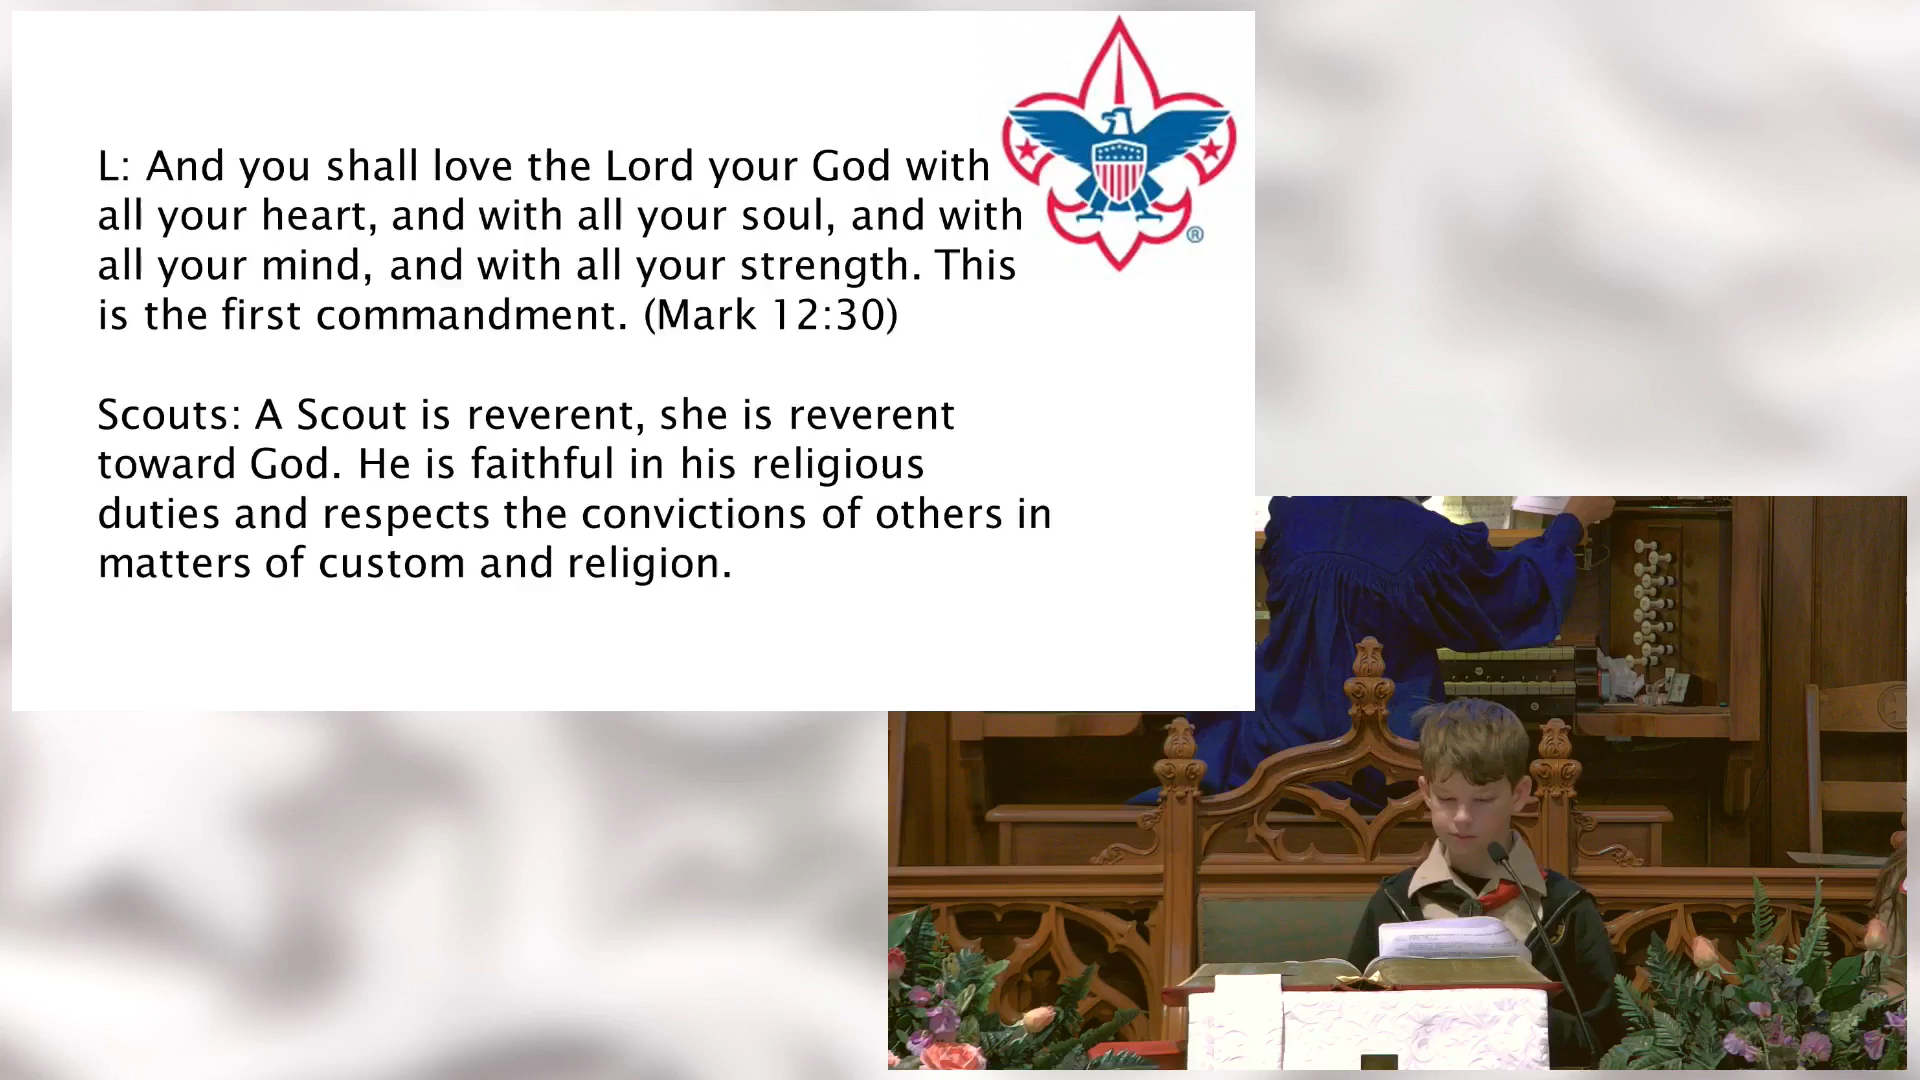 L: And you shall love the Lord your God with
all your heart, and with all your soul, and with
all your mind, and with all your strength. This
is the first commandment. (Mark 12:30)
Scouts: A Scout is reverent, she is reverent
toward God. He is faithful in his religious
duties and respects the convictions of others in
matters of custom and religion.
®